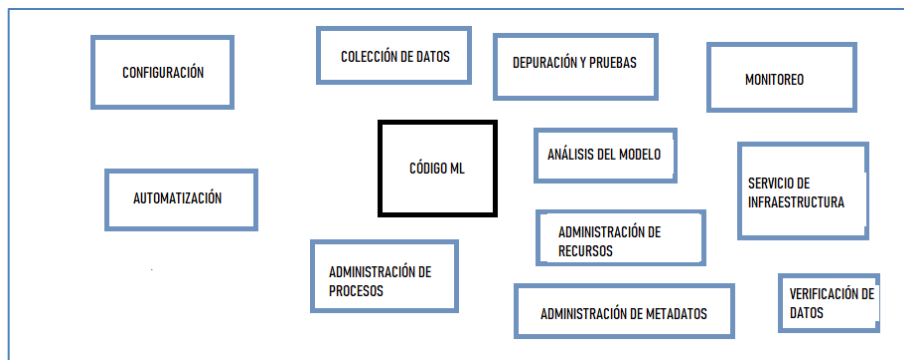 CONFIGURACIÓN
COLECCIÓN DE DATOS
DEPURACIÓN Y PRUEBAS
MONITOREO
AUTOMATIZACIÓN
CÓDIGO ML
ANÁLISIS DEL MODELO
SERVICIO DE
INFRAESTRUCTURA
ADMINISTRACIÓN DE
PROCESOS
ADMINISTRACIÓN DE
RECURSOS
ADMINISTRACIÓN DE METADATOS
VERIFICACIÓN DE
DATOS